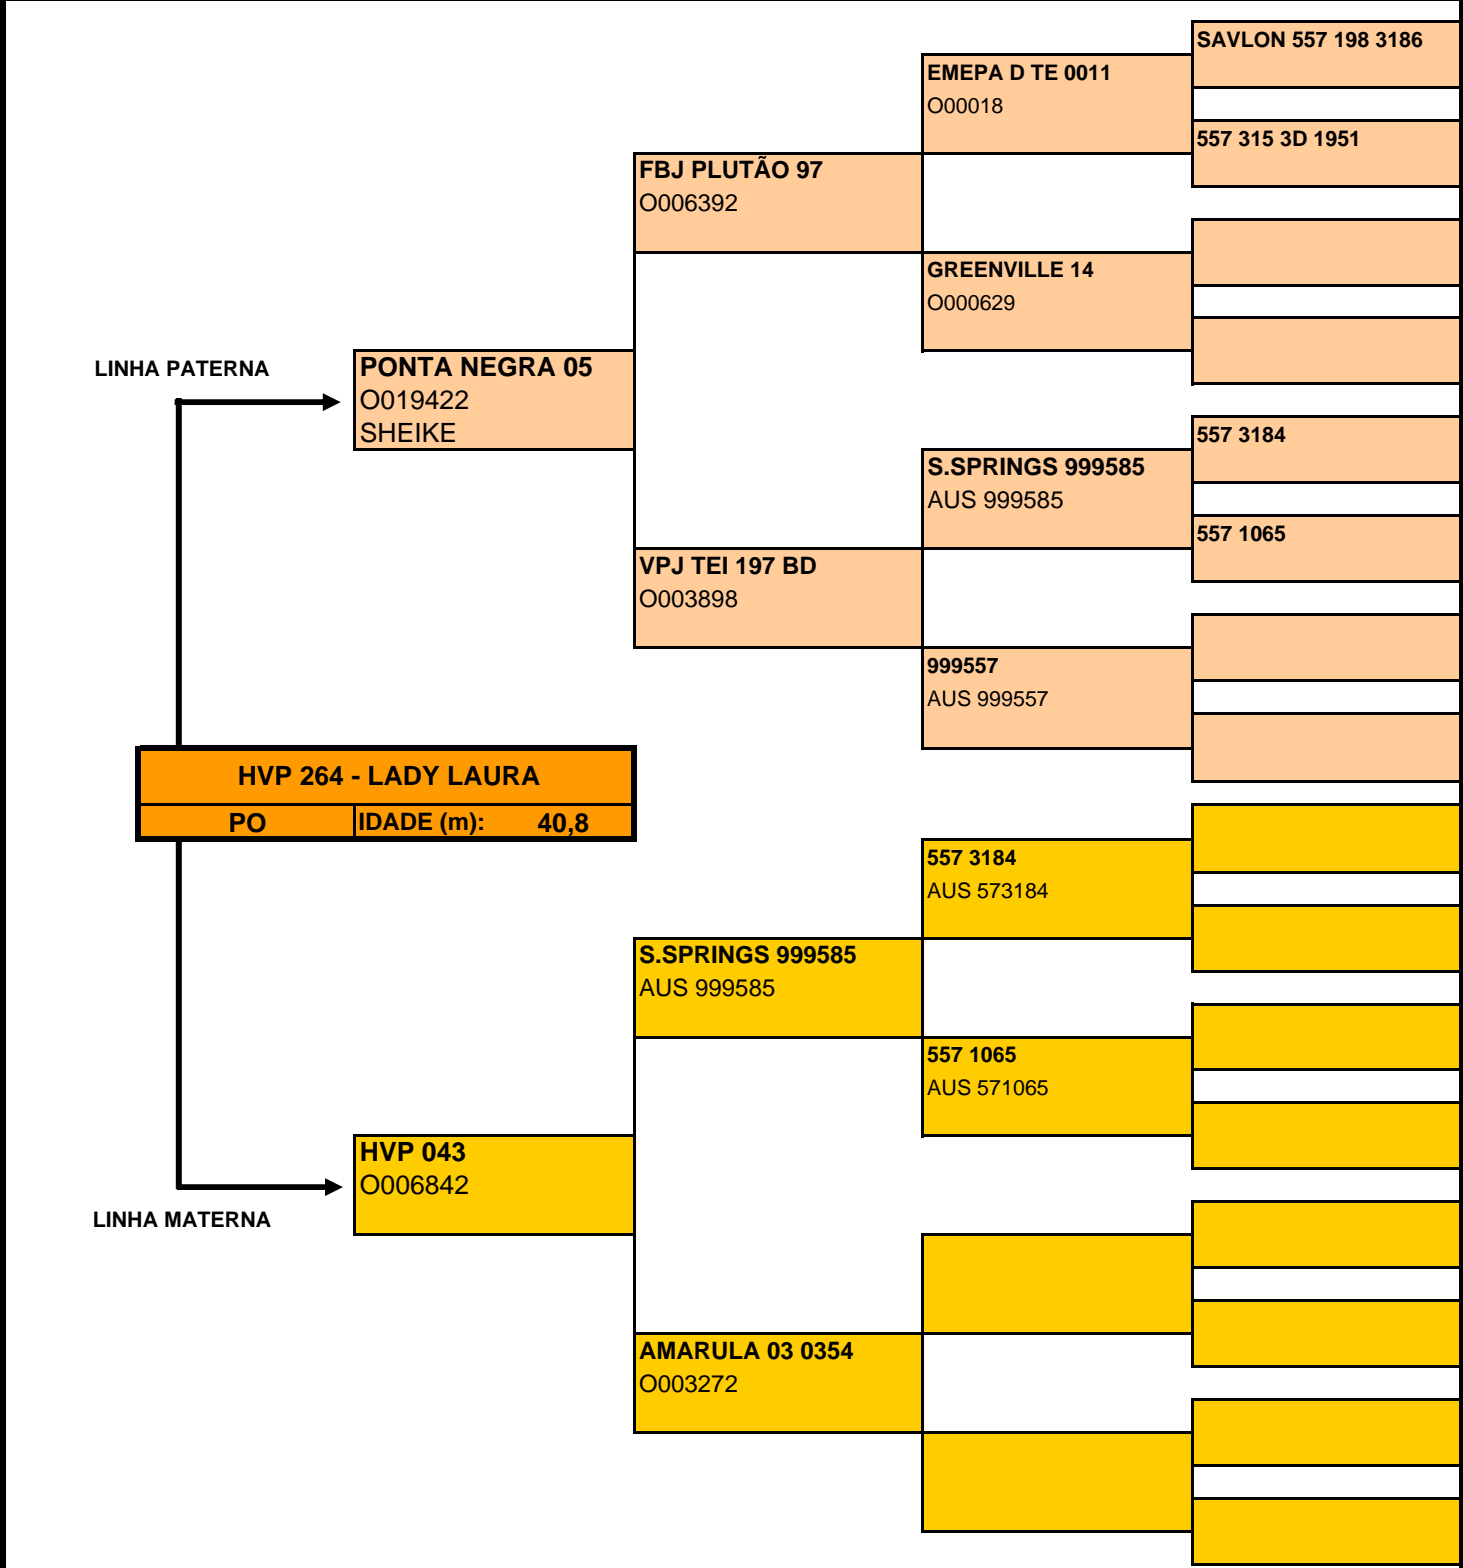 SAVLON 557 198 3186
EMEPA D TE 0011
O00018
557 315 3D 1951
FBJ PLUTÃO 97
O006392
GREENVILLE 14
O000629
LINHA PATERNA
PONTA NEGRA 05
O019422
SHEIKE
557 3184
S.SPRINGS 999585
AUS 999585
557 1065
VPJ TEI 197 BD
O003898
999557
AUS 999557
HVP 264 - LADY LAURA
PO IDADE (m): 40,8
557 3184
AUS 573184
S.SPRINGS 999585
AUS 999585
557 1065
AUS 571065
HVP 043
O006842
LINHA MATERNA
AMARULA 03 0354
O003272